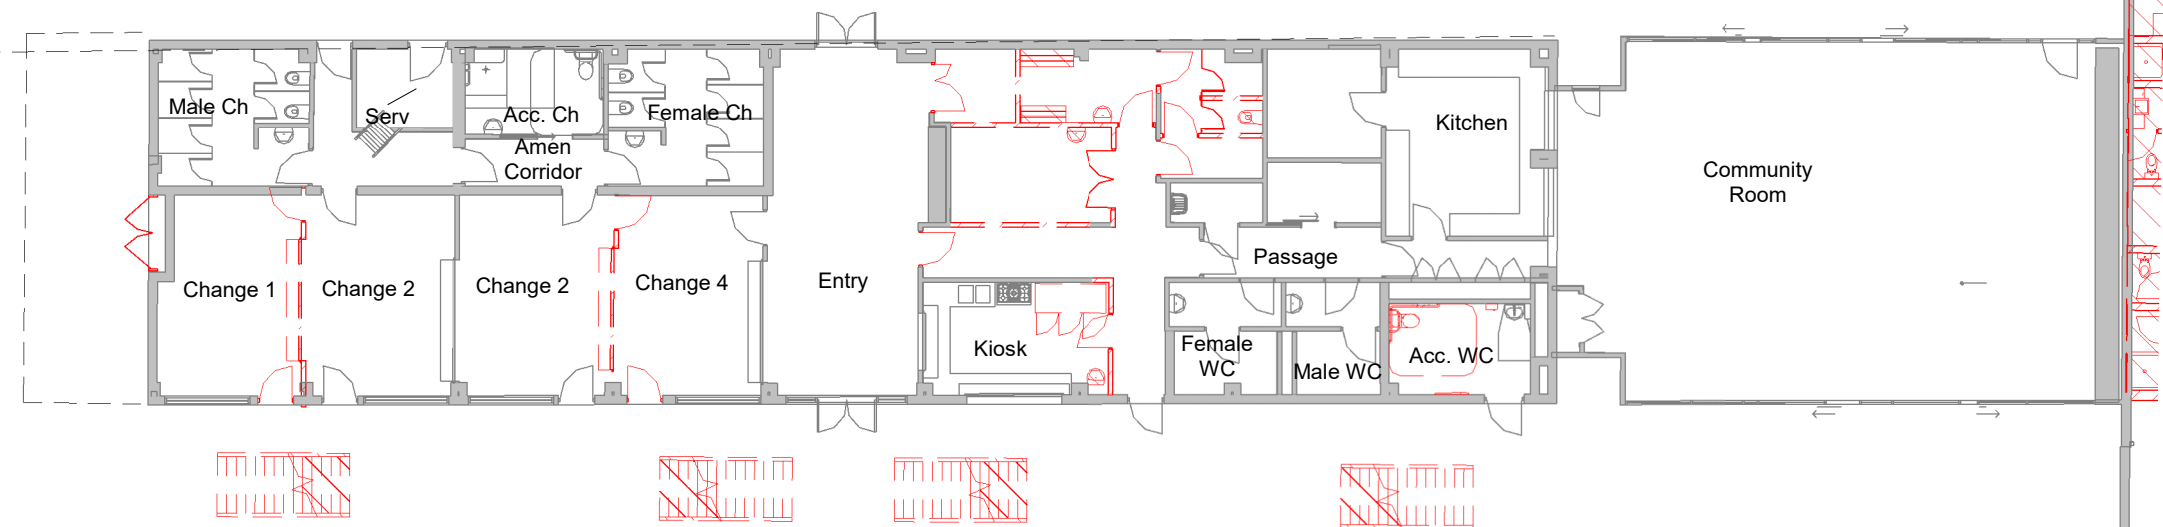 Male Ch
Serv
Acc. Ch
Female Ch
Amen
Corridor
Kitchen
Community
Room
Change 1
Change 2
Change 2
Change 4
Entry
Passage
Kiosk
Female
WC
Male WC
Acc. WC